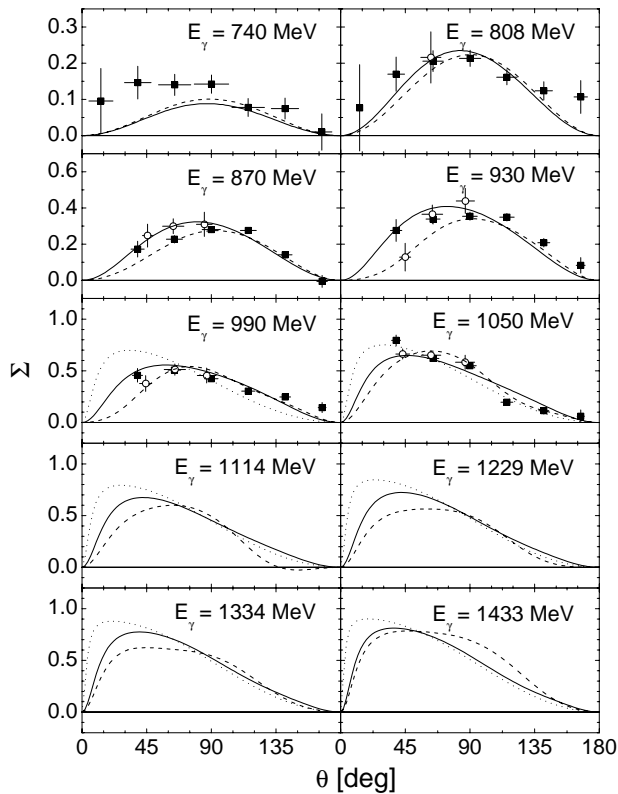 0.3
0.2
0.1
0.0
E_γ = 740 MeV
E_γ = 808 MeV
0.6
0.4
0.2
0.0
E_γ = 870 MeV
E_γ = 930 MeV
1.0
0.5
0.0
E_γ = 990 MeV
E_γ = 1050 MeV
Σ
1.0
0.5
0.0
E_γ = 1114 MeV
E_γ = 1229 MeV
1.0
0.5
0.0
E_γ = 1334 MeV
E_γ = 1433 MeV
0 45 90 135 0 45 90 135 180
θ [deg]